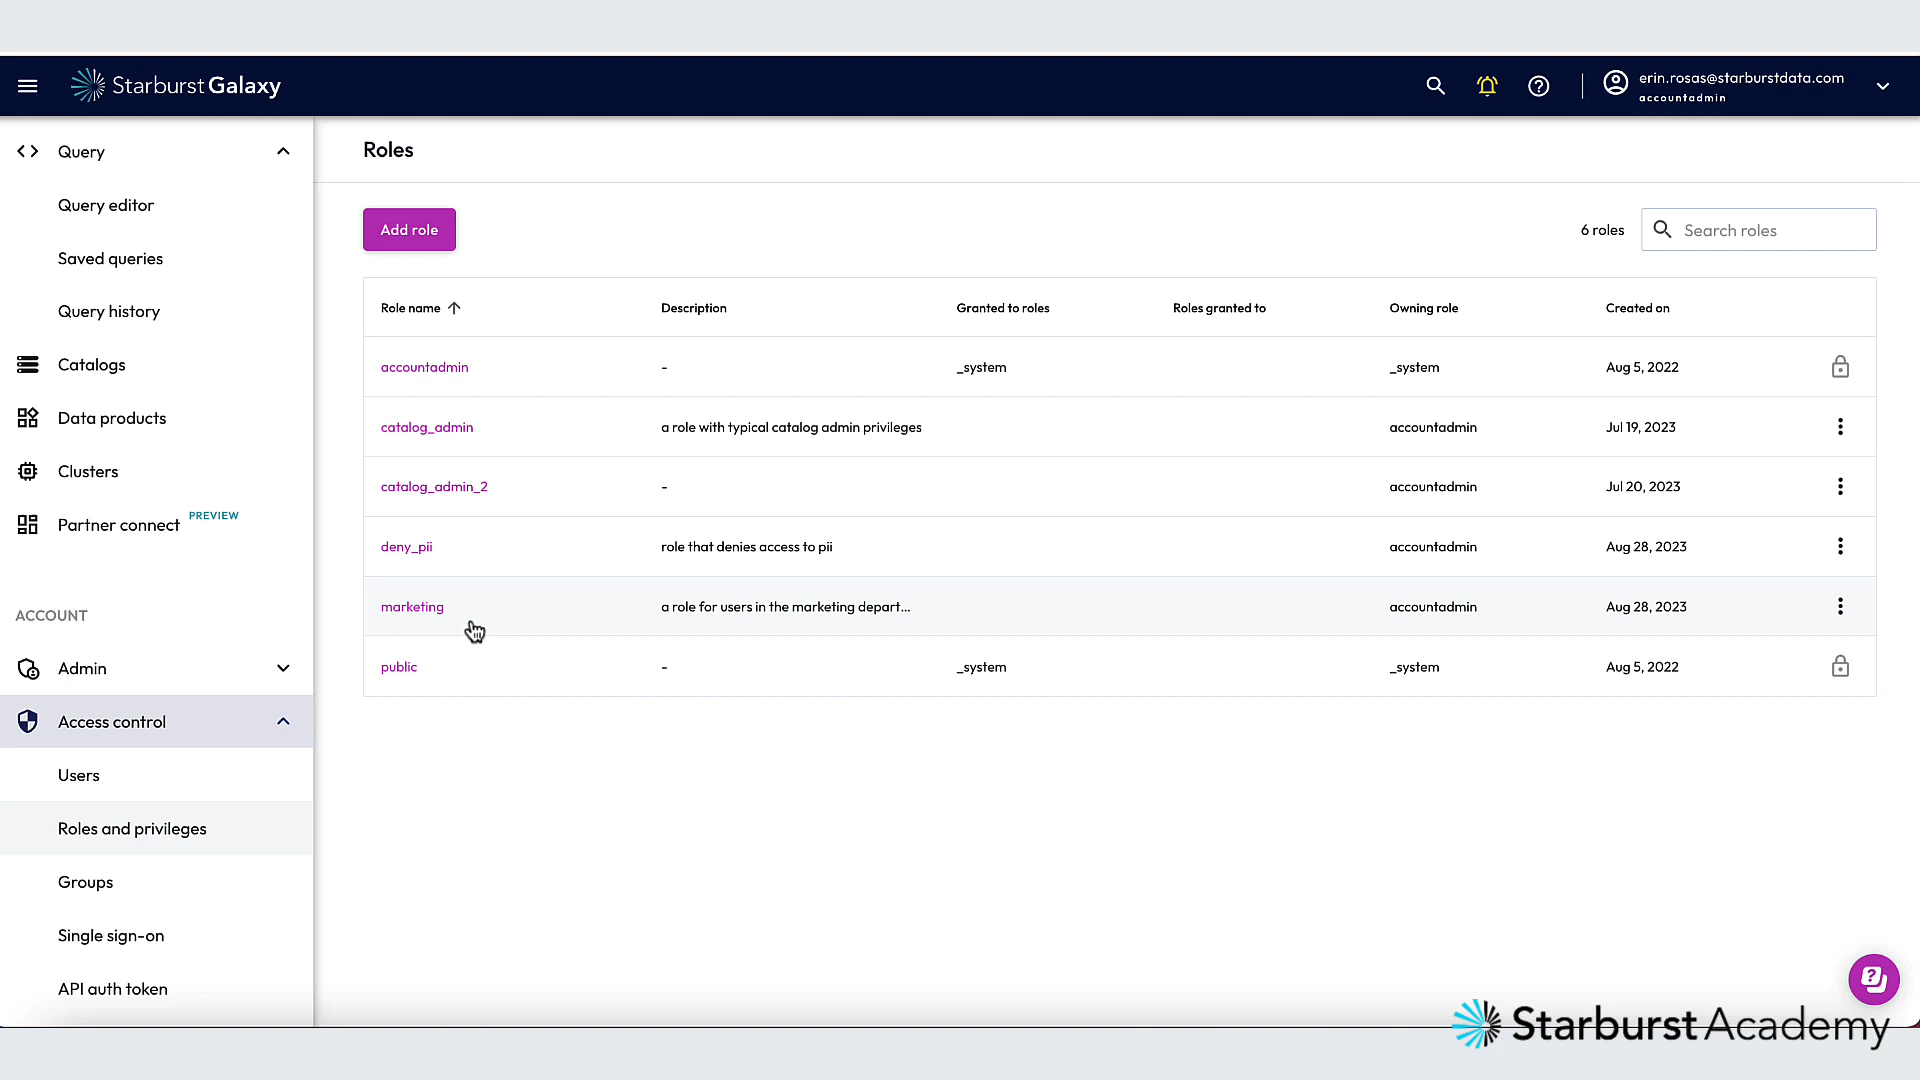 Starburst Galaxy
erin.rosas@starburstdata.com
accountadmin
Query
Query editor
Saved queries
Query history
Catalogs
Data products
Clusters
Partner connect PREVIEW
ACCOUNT
Admin
Access control
Users
Roles and privileges
Groups
Single sign-on
API auth token
Roles
Add role
6 roles
Search roles
Role name Description Granted to roles Roles granted to Owning role Created on
accountadmin - _system _system Aug 5, 2022
catalog_admin a role with typical catalog admin privileges accountadmin Jul 19, 2023
catalog_admin_2 - accountadmin Jul 20, 2023
deny_pii role that denies access to pii accountadmin Aug 28, 2023
marketing a role for users in the marketing depart... accountadmin Aug 28, 2023
public - _system _system Aug 5, 2022
Starburst Academy